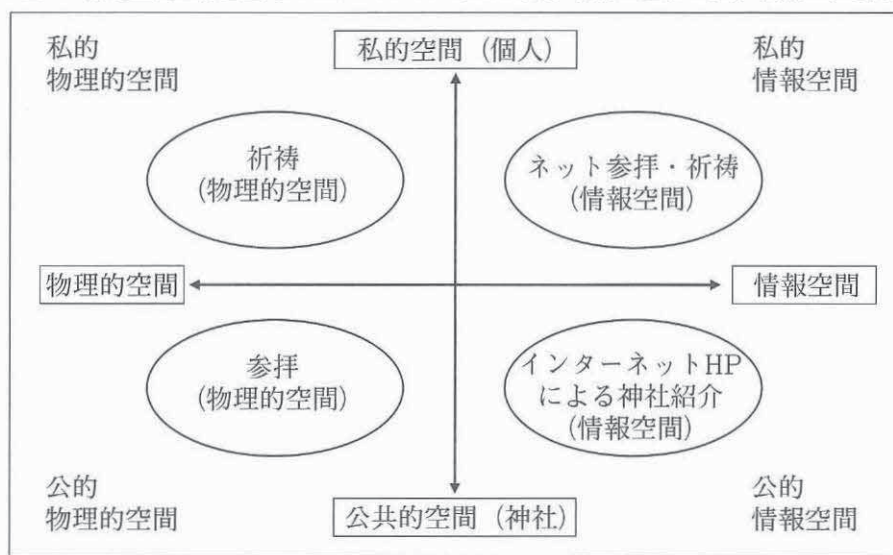 私的
物理的空間
私的空間（個人）
私的
情報空間
祈祷
(物理的空間)
ネット参拝・祈祷
(情報空間)
物理的空間
情報空間
参拝
(物理的空間)
インターネットHP
による神社紹介
(情報空間)
公的
物理的空間
公共的空間（神社）
公的
情報空間